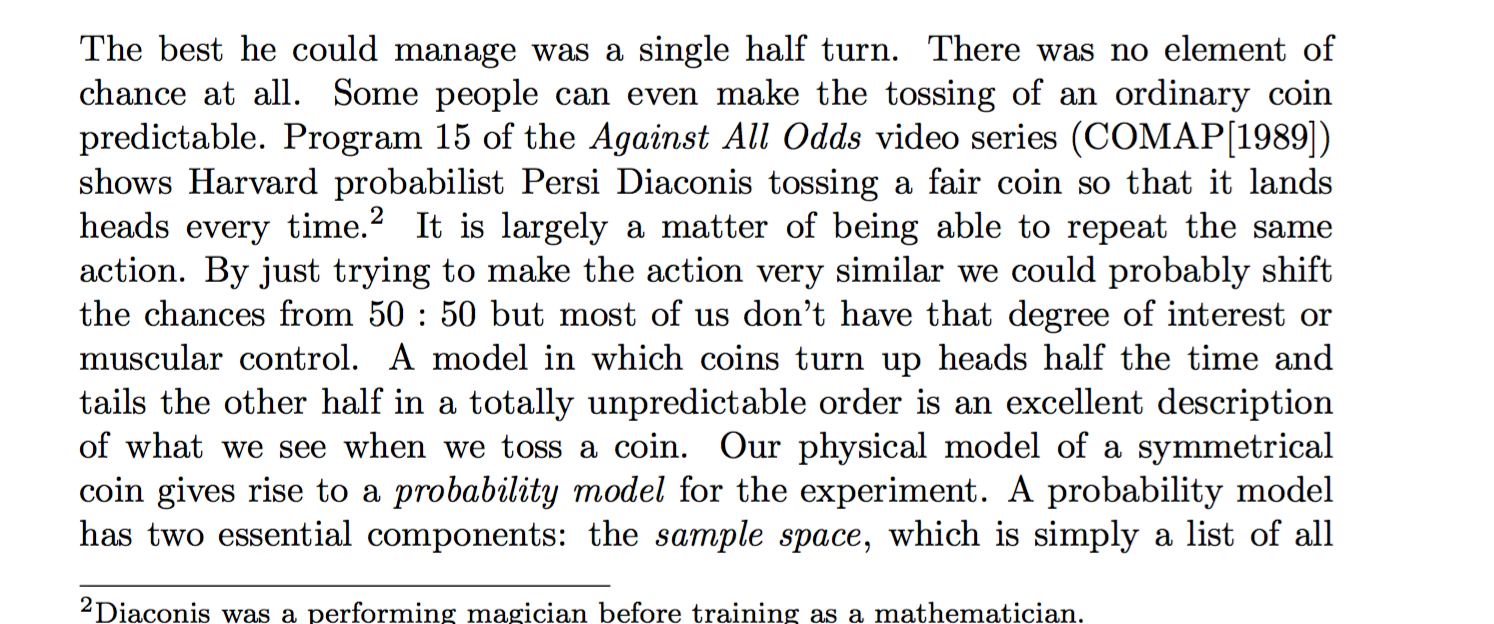 The best he could manage was a single half turn. There was no element of
chance at all. Some people can even make the tossing of an ordinary coin
predictable. Program 15 of the Against All Odds video series (COMAP[1989])
shows Harvard probabilist Persi Diaconis tossing a fair coin so that it lands
heads every time.² It is largely a matter of being able to repeat the same
action. By just trying to make the action very similar we could probably shift
the chances from 50 : 50 but most of us don’t have that degree of interest or
muscular control. A model in which coins turn up heads half the time and
tails the other half in a totally unpredictable order is an excellent description
of what we see when we toss a coin. Our physical model of a symmetrical
coin gives rise to a probability model for the experiment. A probability model
has two essential components: the sample space, which is simply a list of all
²Diaconis was a performing magician before training as a mathematician.